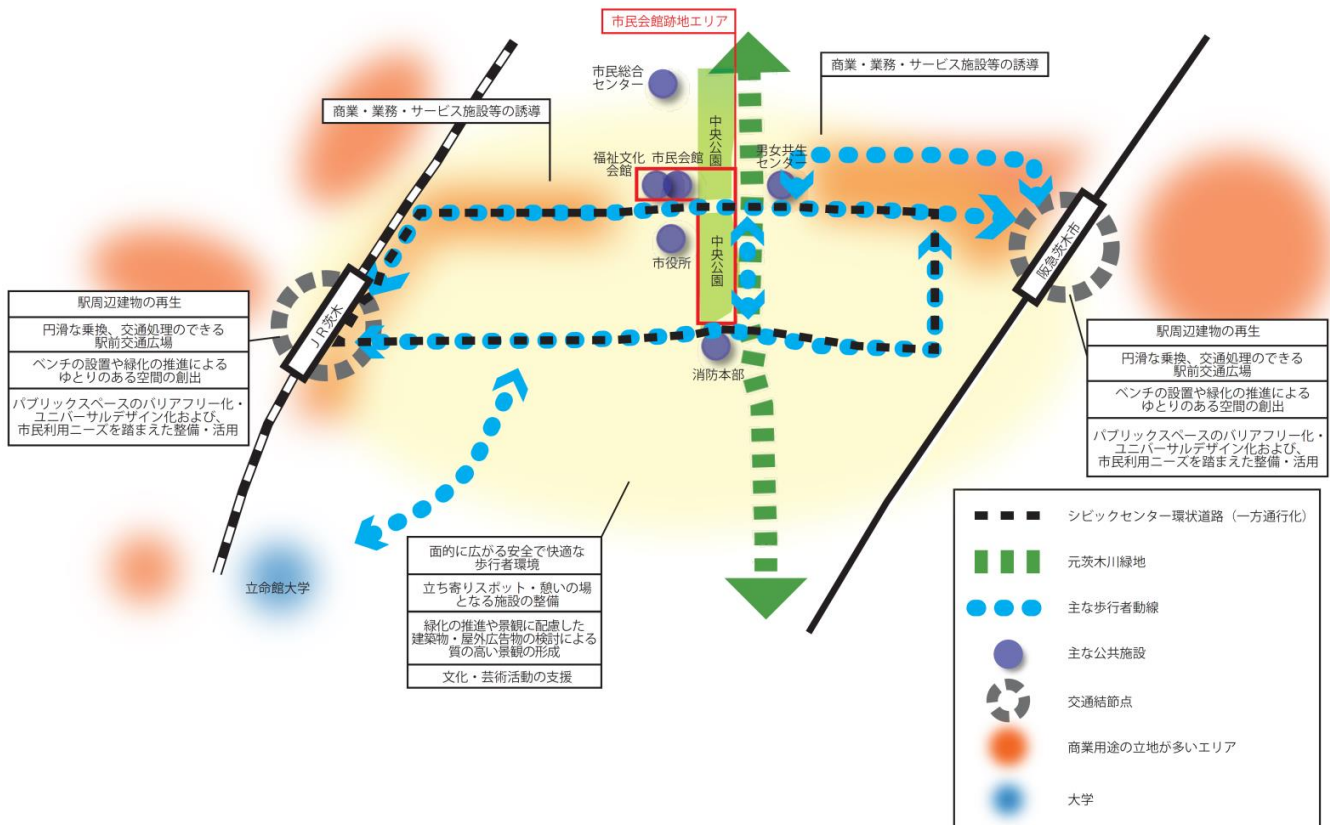 市民会館跡地エリア
市民総合
センター
商業・業務・サービス施設等の誘導
商業・業務・サービス施設等の誘導
中央公園
福祉文化
会館
市民会館
男女共生
センター
市役所
中央公園
阪急茨木市
JR茨木
消防本部
駅周辺建物の再生
円滑な乗換、交通処理のできる
駅前交通広場
ベンチの設置や緑化の推進による
ゆとりのある空間の創出
パブリックスペースのバリアフリー化・
ユニバーサルデザイン化および、
市民利用ニーズを踏まえた整備・活用
駅周辺建物の再生
円滑な乗換、交通処理のできる
駅前交通広場
ベンチの設置や緑化の推進による
ゆとりのある空間の創出
パブリックスペースのバリアフリー化・
ユニバーサルデザイン化および、
市民利用ニーズを踏まえた整備・活用
立命館大学
面的に広がる安全で快適な
歩行者環境
立ち寄りスポット・憩いの場
となる施設の整備
緑化の推進や景観に配慮した
建築物・屋外広告物の検討による
質の高い景観の形成
文化・芸術活動の支援
シビックセンター環状道路（一方通行化）
元茨木川緑地
主な歩行者動線
主な公共施設
交通結節点
商業用途の立地が多いエリア
大学